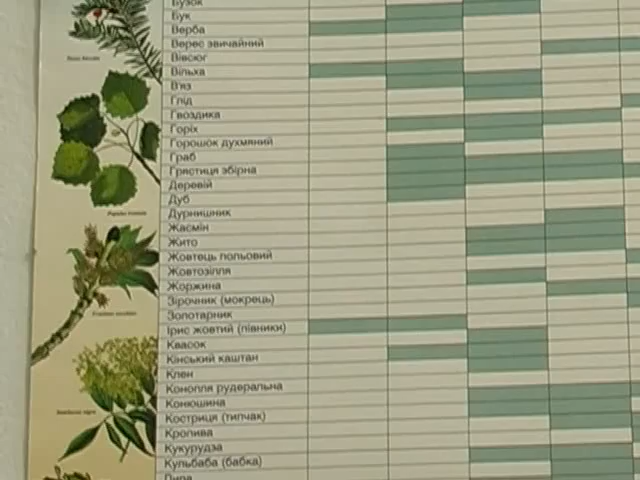 Бузок
Бук
Верба
Верес звичайний
Вівсюг
Вільха
В'яз
Глід
Гвоздика
Горіх
Горошок духмяний
Граб
Грястиця збірна
Деревій
Дуб
Дурнишник
Жасмін
Жито
Жовтець польовий
Жовтозілля
Жоржина
Зірочник (мокрець)
Золотарник
Ірис жовтий (півники)
Квасок
Кінський каштан
Клен
Конопля рудеральна
Конюшина
Костриця (типчак)
Кропива
Кукурудза
Кульбаба (бабка)